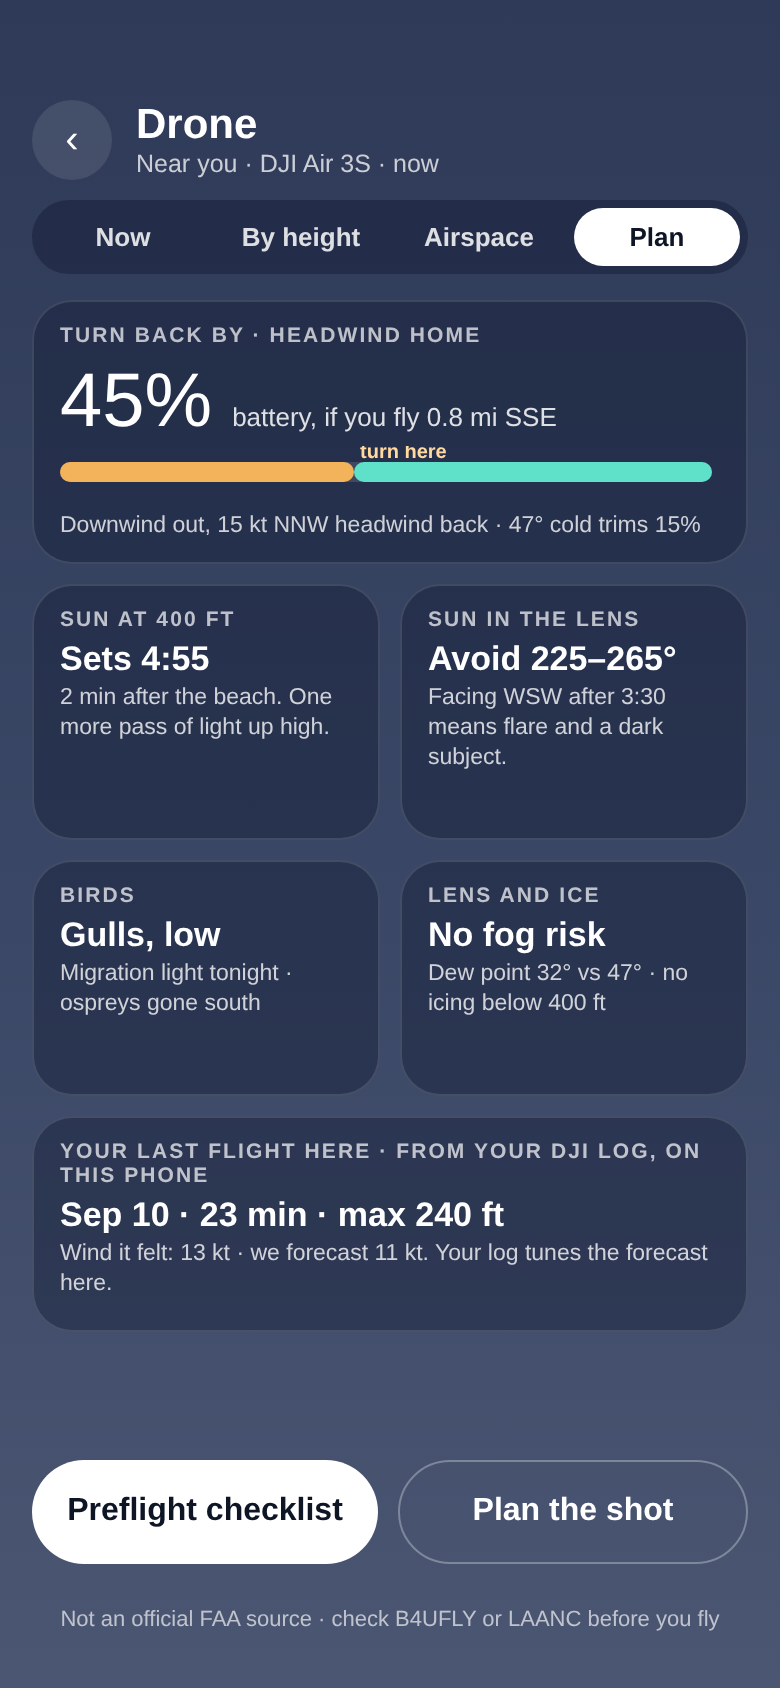 ‹
Drone
Near you · DJI Air 3S · now
Now
By height
Airspace
Plan
TURN BACK BY · HEADWIND HOME
45% battery, if you fly 0.8 mi SSE
turn here
Downwind out, 15 kt NNW headwind back · 47° cold trims 15%
SUN AT 400 FT
Sets 4:55
2 min after the beach. One
more pass of light up high.
SUN IN THE LENS
Avoid 225–265°
Facing WSW after 3:30
means flare and a dark
subject.
BIRDS
Gulls, low
Migration light tonight ·
ospreys gone south
LENS AND ICE
No fog risk
Dew point 32° vs 47° · no
icing below 400 ft
YOUR LAST FLIGHT HERE · FROM YOUR DJI LOG, ON
THIS PHONE
Sep 10 · 23 min · max 240 ft
Wind it felt: 13 kt · we forecast 11 kt. Your log tunes the forecast
here.
Preflight checklist
Plan the shot
Not an official FAA source · check B4UFLY or LAANC before you fly